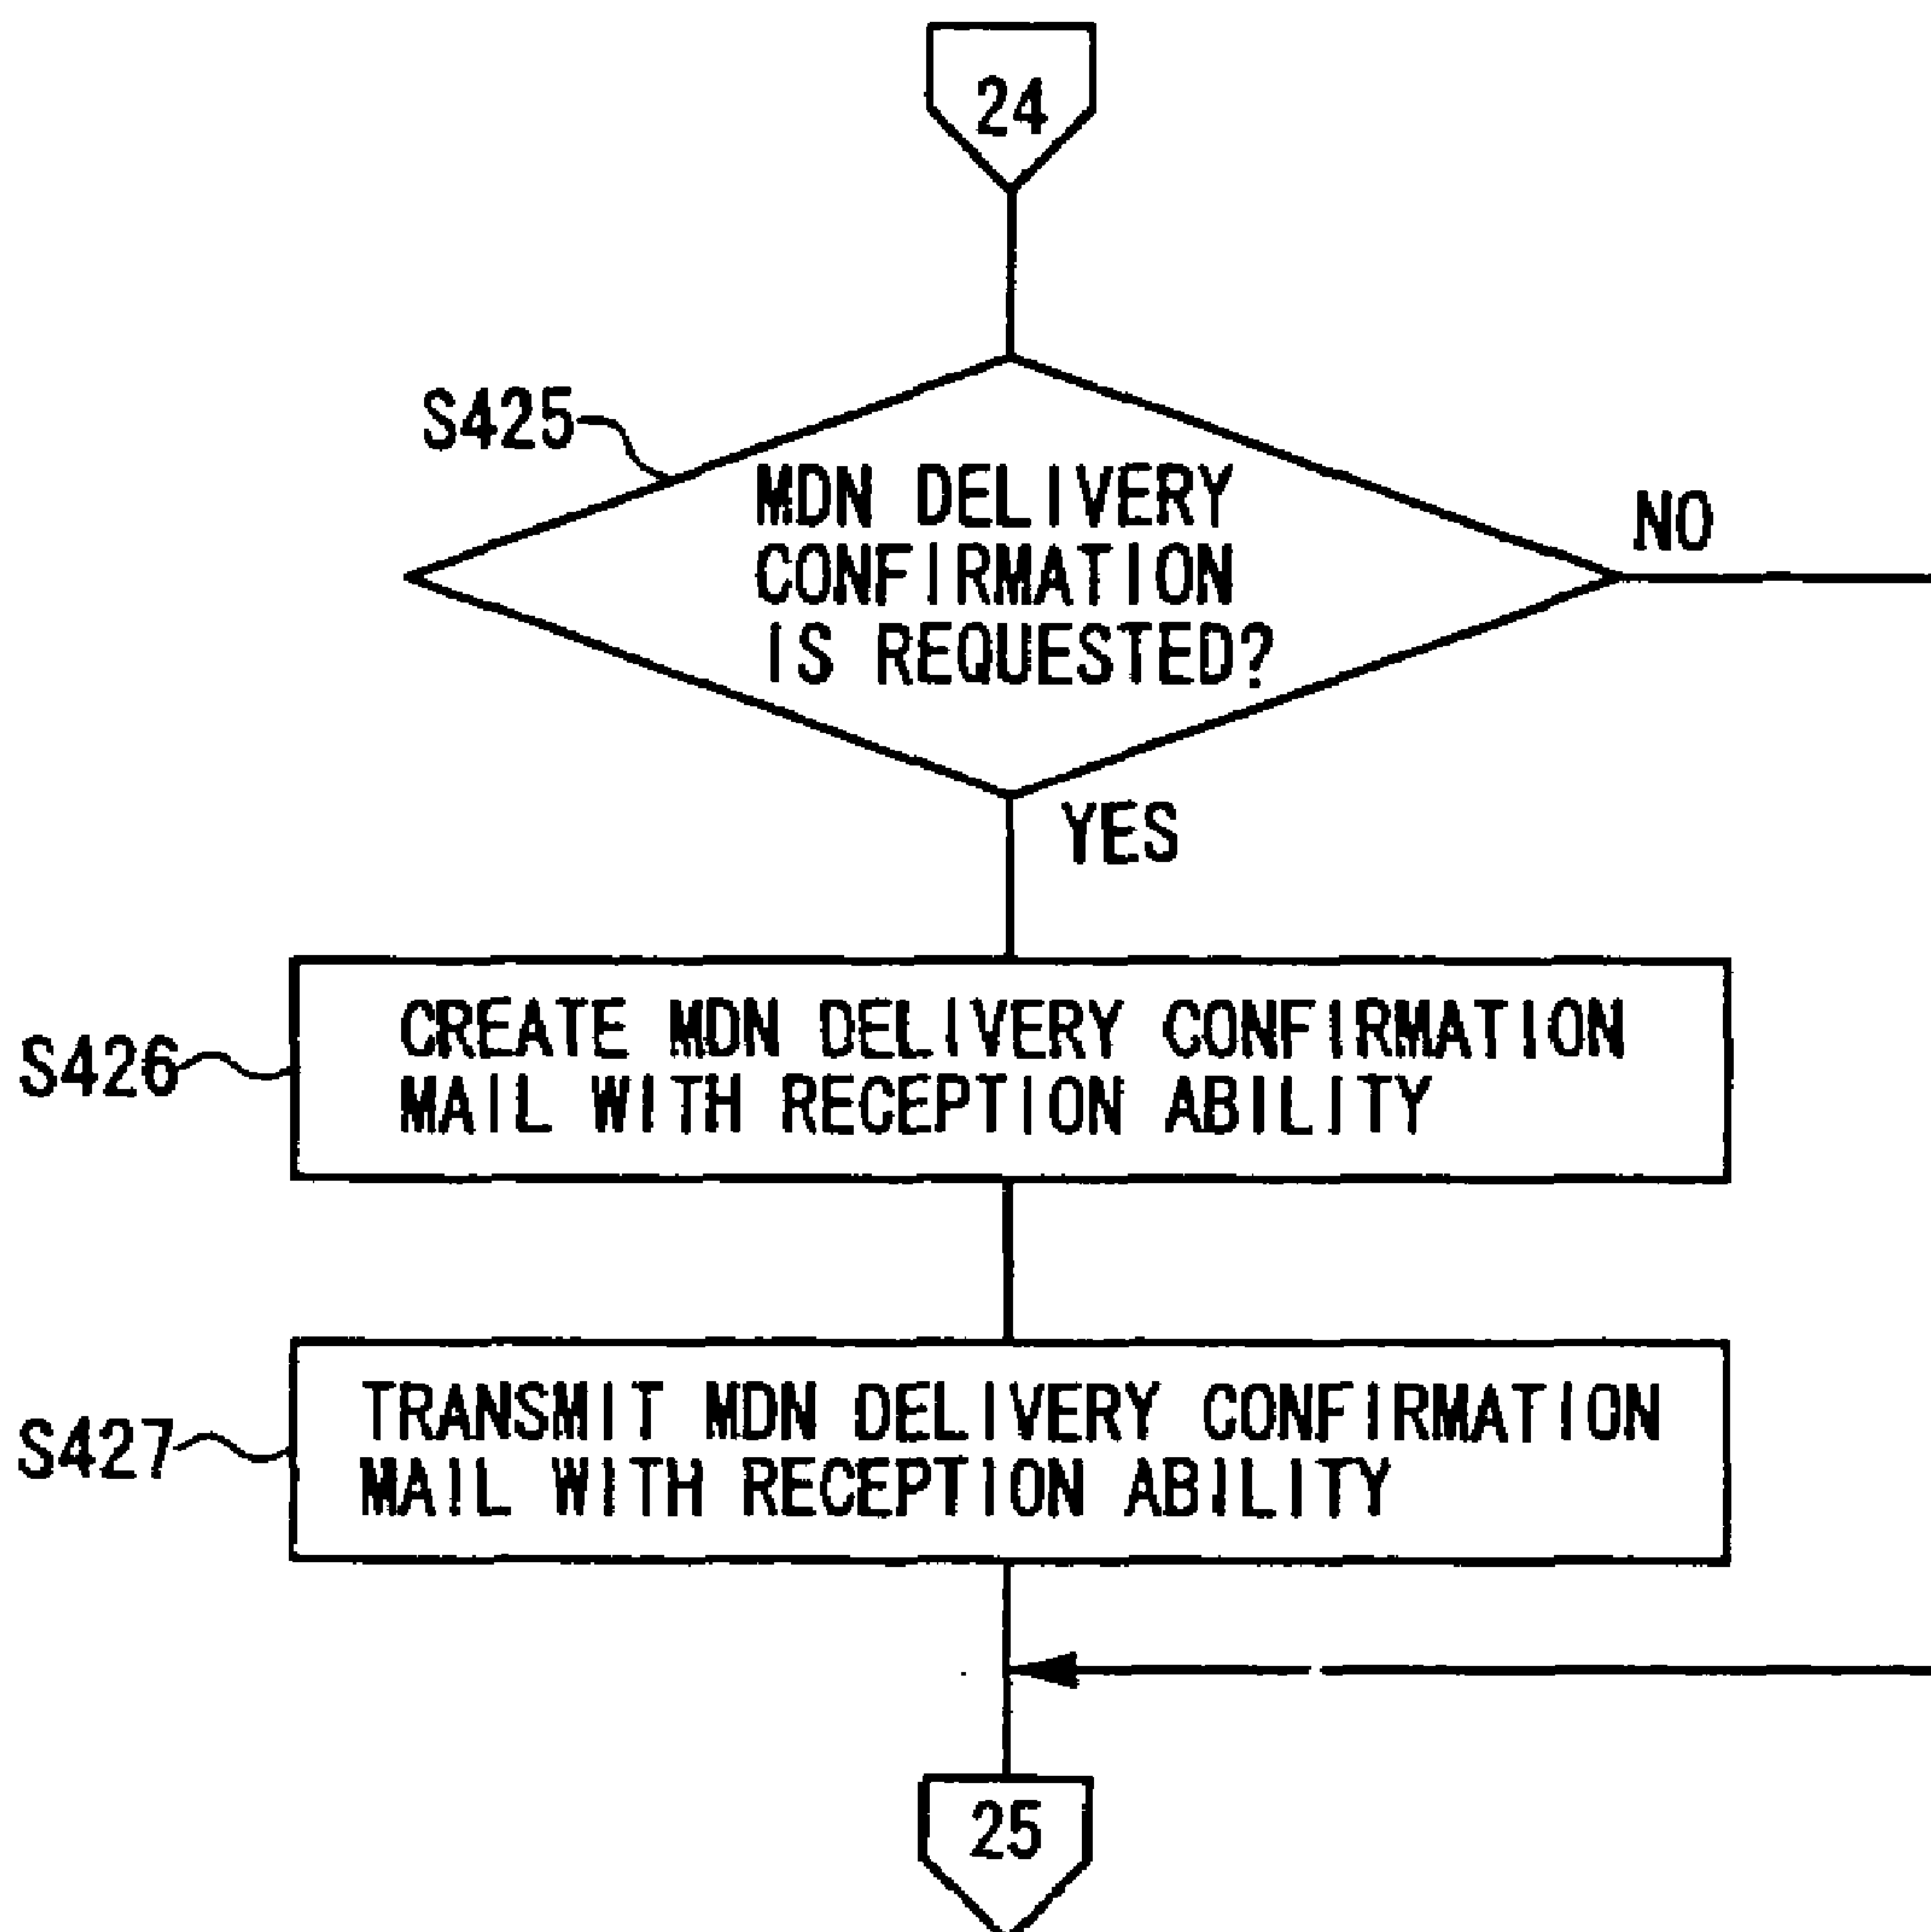 24
S425
MDN DELIVERY
CONFIRMATION
IS REQUESTED?
NO
YES
S426
CREATE MDN DELIVERY CONFIRMATION
MAIL WITH RECEPTION ABILITY
S427
TRANSMIT MDN DELIVERY CONFIRMATION
MAIL WITH RECEPTION ABILITY
25